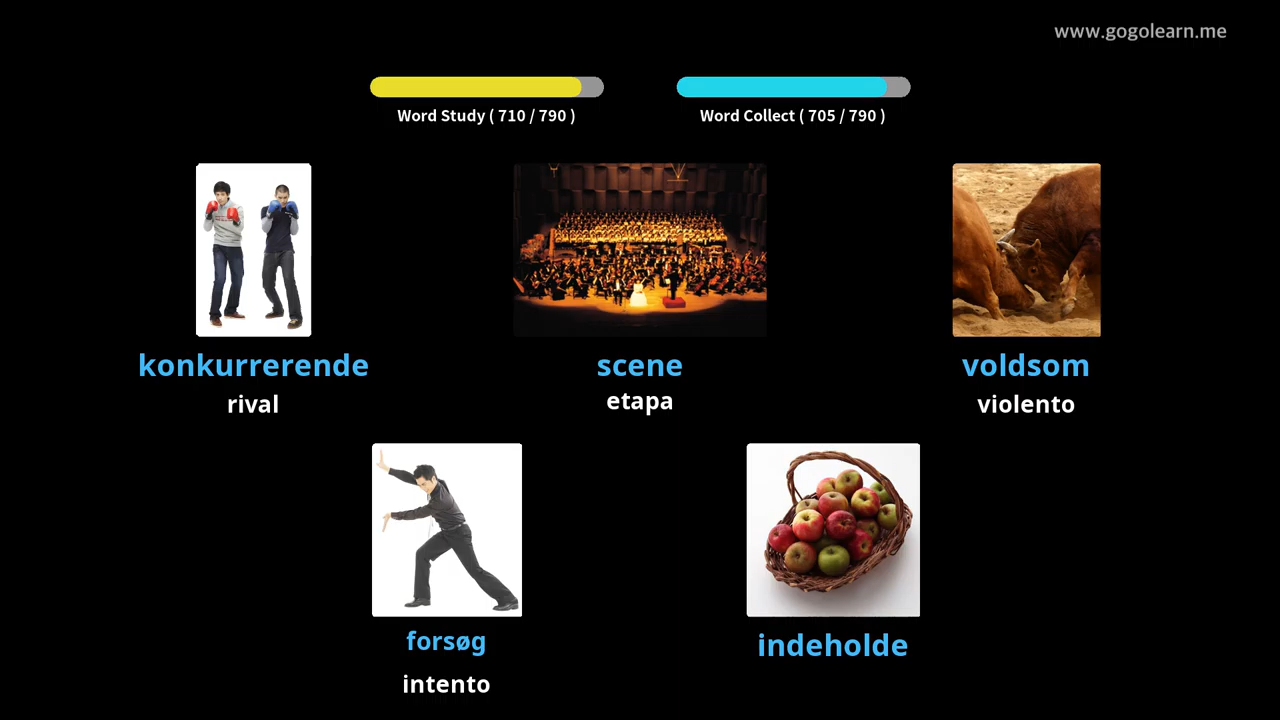 www.gogolearn.me
Word Study ( 710 / 790 )
Word Collect ( 705 / 790 )
konkurrerende
rival
scene
etapa
voldsom
violento
forsøg
intento
indeholde